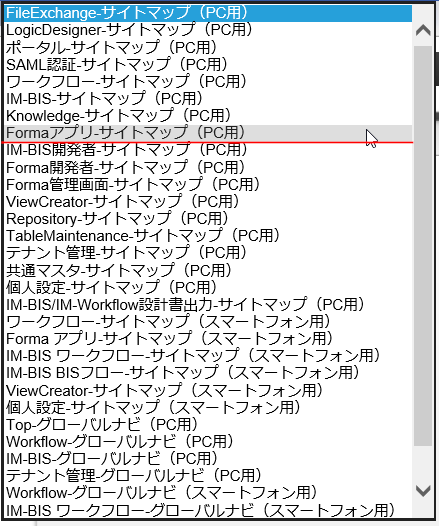 FileExchange-サイトマップ（PC用）
LogicDesigner-サイトマップ（PC用）
ポータル-サイトマップ（PC用）
SAML認証-サイトマップ（PC用）
ワークフロー-サイトマップ（PC用）
IM-BIS-サイトマップ（PC用）
Knowledge-サイトマップ（PC用）
Formaアプリ-サイトマップ（PC用）
IM-BIS開発者-サイトマップ（PC用）
Forma開発者-サイトマップ（PC用）
Forma管理画面-サイトマップ（PC用）
ViewCreator-サイトマップ（PC用）
Repository-サイトマップ（PC用）
TableMaintenance-サイトマップ（PC用）
テナント管理-サイトマップ（PC用）
共通マスタ-サイトマップ（PC用）
個人設定-サイトマップ（PC用）
IM-BIS/IM-Workflow設計書出力-サイトマップ（PC用）
ワークフロー-サイトマップ（スマートフォン用）
Forma アプリ-サイトマップ（スマートフォン用）
IM-BIS ワークフロー-サイトマップ（スマートフォン用）
IM-BIS BISフロー-サイトマップ（スマートフォン用）
ViewCreator-サイトマップ（スマートフォン用）
個人設定-サイトマップ（スマートフォン用）
Top-グローバルナビ（PC用）
Workflow-グローバルナビ（PC用）
IM-BIS-グローバルナビ（PC用）
テナント管理-グローバルナビ（PC用）
Workflow-グローバルナビ（スマートフォン用）
IM-BIS ワークフロー-グローバルナビ（スマートフォン用）